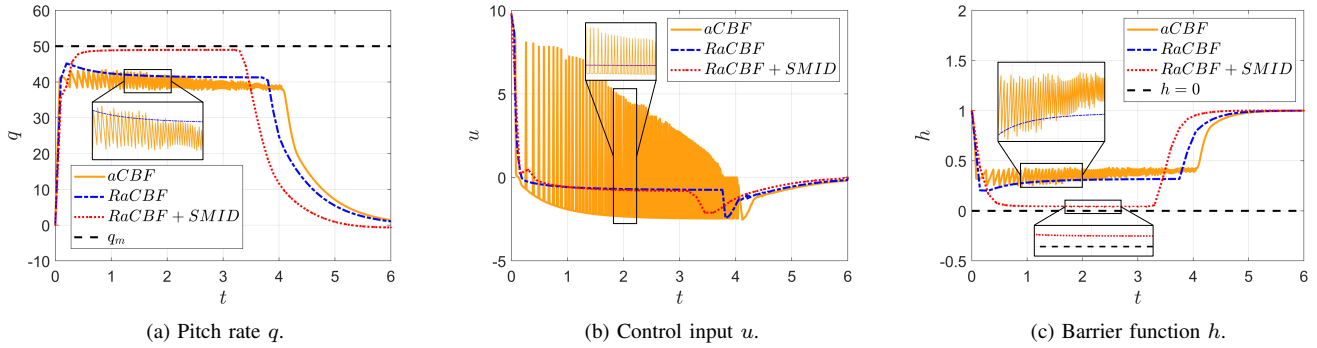 60
50
40
30
20
10
0
-10
q
aCBF
RaCBF
RaCBF + SMID
q_m
0 1 2 3 4 5 6
t
(a) Pitch rate q.
10
5
0
-5
u
aCBF
RaCBF
RaCBF + SMID
0 1 2 3 4 5 6
t
(b) Control input u.
2
1.5
1
0.5
0
-0.5
h
aCBF
RaCBF
RaCBF + SMID
h = 0
0 1 2 3 4 5 6
t
(c) Barrier function h.